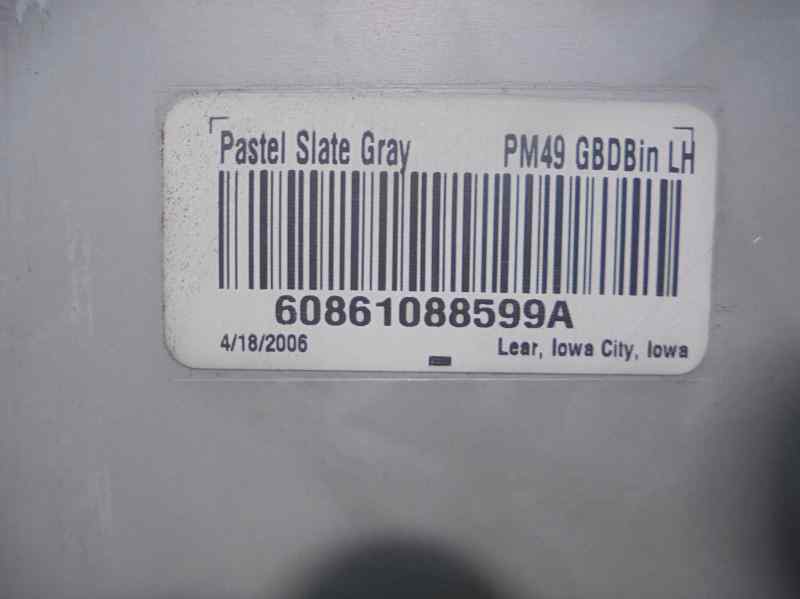 Pastel Slate Gray PM49 GBDBin LH
60861088599A
4/18/2006 Lear, Iowa City, Iowa